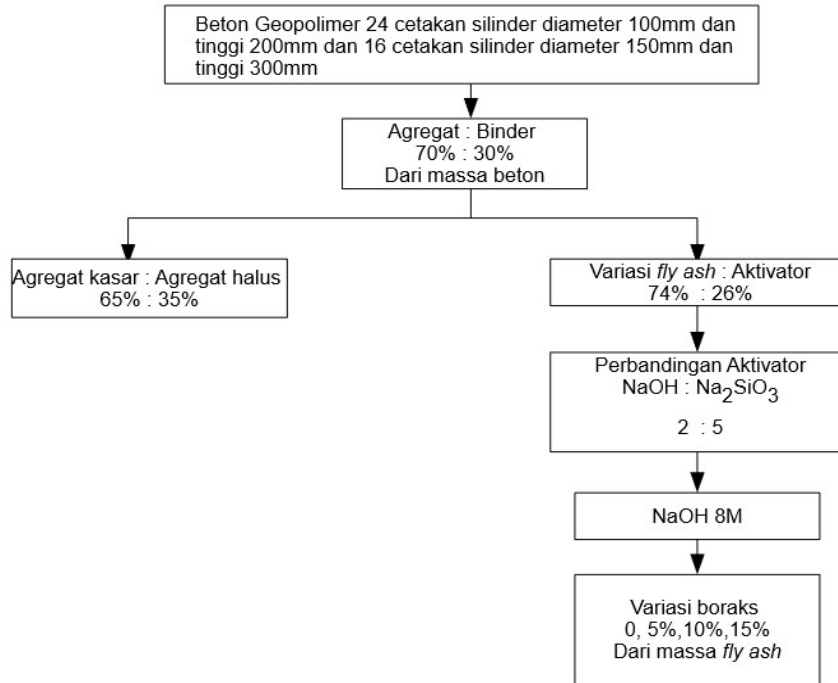 Beton Geopolimer 24 cetakan silinder diameter 100mm dan
tinggi 200mm dan 16 cetakan silinder diameter 150mm dan
tinggi 300mm
Agregat : Binder
70% : 30%
Dari massa beton
Agregat kasar : Agregat halus
65% : 35%
Variasi fly ash : Aktivator
74% : 26%
Perbandingan Aktivator
NaOH : Na2SiO3
2 : 5
NaOH 8M
Variasi boraks
0, 5%,10%,15%
Dari massa fly ash